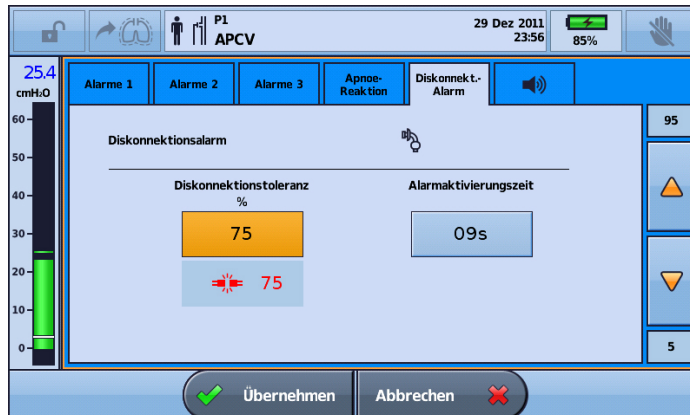 P1
APCV
29 Dez 2011
23:56
85%
25.4
cmH2O
60
50
40
30
20
10
0
Alarme 1
Alarme 2
Alarme 3
Apnoe-
Reaktion
Diskonnekt.-
Alarm
Diskonnektionsalarm
Diskonnektionstoleranz
%
75
75
Alarmaktivierungszeit
09s
95
5
Übernehmen
Abbrechen